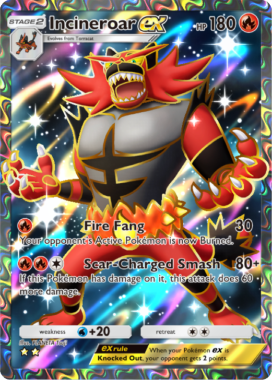 STAGE 2 Incineroar ex HP 180
Evolves from Torracat
Fire Fang 30
Your opponent's Active Pokémon is now Burned.
Scar-Charged Smash 80+
If this Pokémon has damage on it, this attack does 60
more damage.
weakness +20 retreat
Illus.
ex rule When your Pokémon ex is
Knocked Out, your opponent gets 2 points.